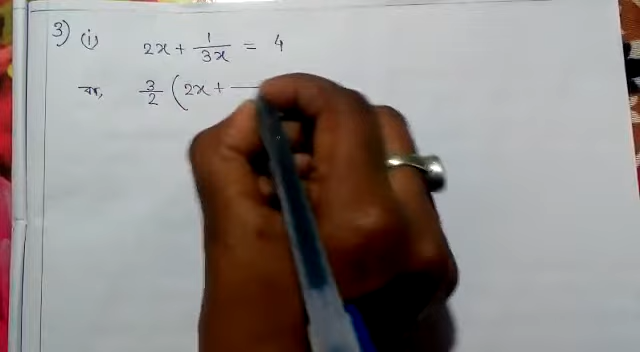 3) (i) 2x + 1/3x = 4
বা, 3/2 (2x + —